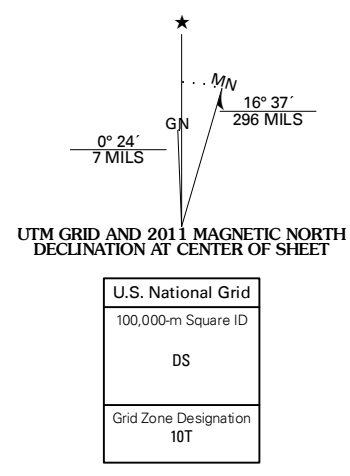 MN
16° 37´
296 MILS
GN
0° 24´
7 MILS
UTM GRID AND 2011 MAGNETIC NORTH
DECLINATION AT CENTER OF SHEET
U.S. National Grid
100,000-m Square ID
DS
Grid Zone Designation
10T